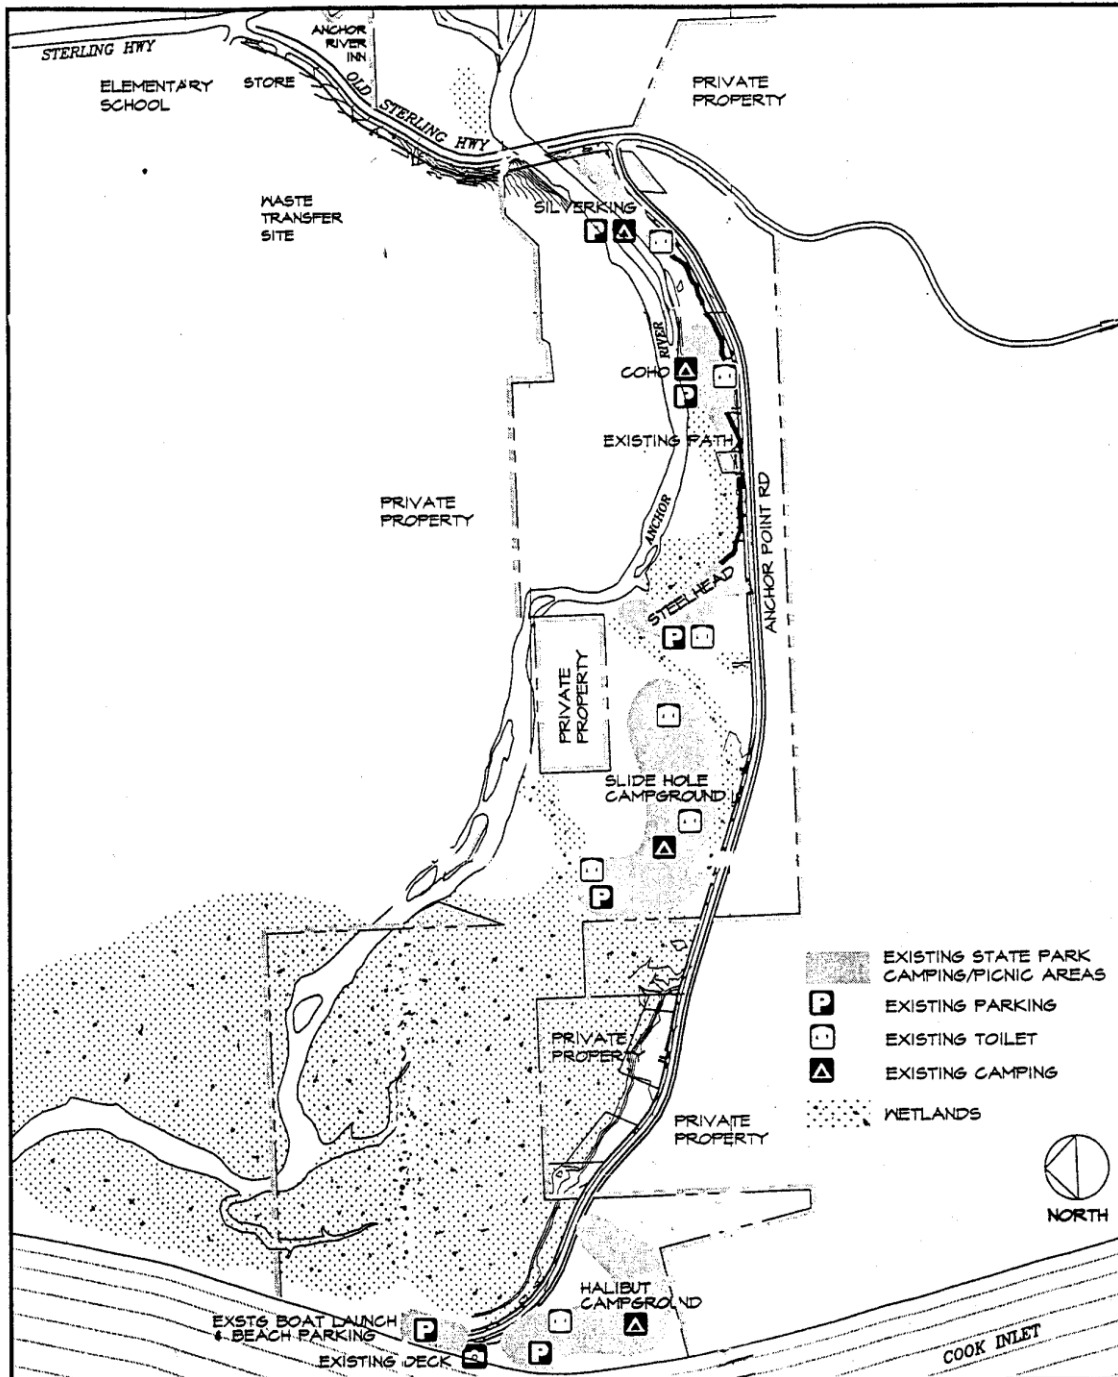 STERLING HWY
ANCHOR
RIVER
INN
ELEMENTARY
SCHOOL
STORE
OLD STERLING HWY
PRIVATE
PROPERTY
WASTE
TRANSFER
SITE
SILVERKING
P
RIVER
COHO
P
EXISTING PATH
PRIVATE
PROPERTY
ANCHOR
ANCHOR POINT RD
STEELHEAD
P
PRIVATE
PROPERTY
SLIDE HOLE
CAMPGROUND
P
EXISTING STATE PARK
CAMPING/PICNIC AREAS
P EXISTING PARKING
EXISTING TOILET
EXISTING CAMPING
WETLANDS
PRIVATE
PROPERTY
PRIVATE
PROPERTY
NORTH
HALIBUT
CAMPGROUND
EXSTG BOAT LAUNCH
& BEACH PARKING
P
EXISTING DECK
P
COOK INLET